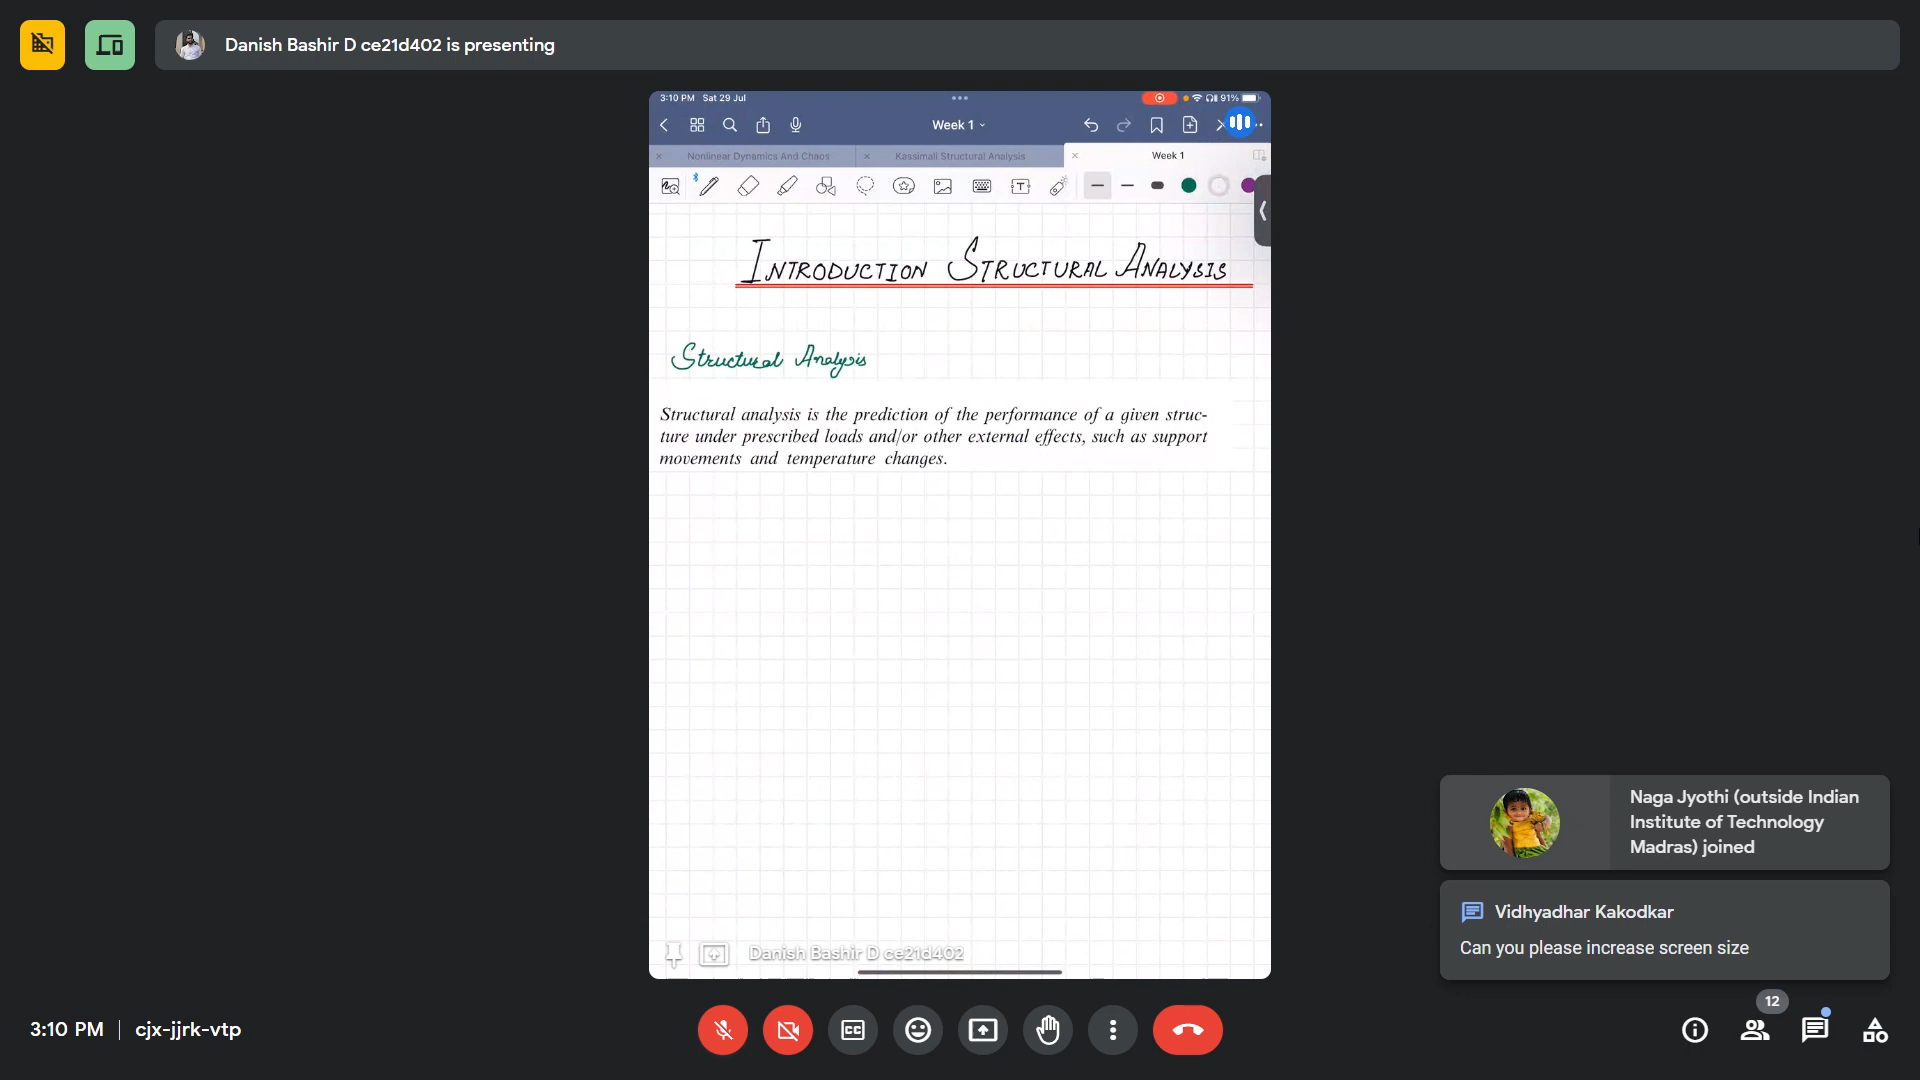 Danish Bashir D ce21d402 is presenting
3:10 PM Sat 29 Jul
91%
Week 1
Nonlinear Dynamics And Chaos
Kassimali Structural Analysis
Week 1
INTRODUCTION STRUCTURAL ANALYSIS
Structural Analysis
Structural analysis is the prediction of the performance of a given struc-
ture under prescribed loads and/or other external effects, such as support
movements and temperature changes.
Naga Jyothi (outside Indian
Institute of Technology
Madras) joined
Vidhyadhar Kakodkar
Can you please increase screen size
Danish Bashir D ce21d402
3:10 PM
cjx-jjrk-vtp
CC
12